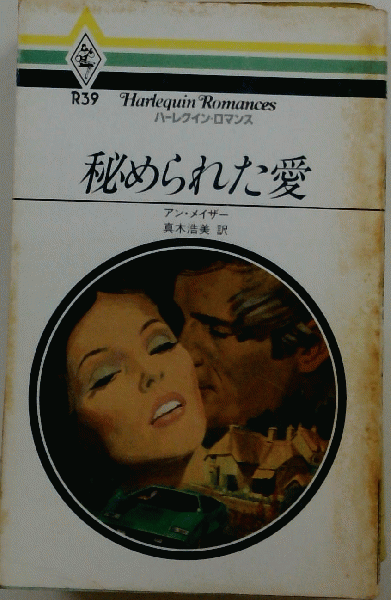 R39
Harlequin Romances
ハーレクイン・ロマンス
秘められた愛
アン・メイザー
真木浩美 訳